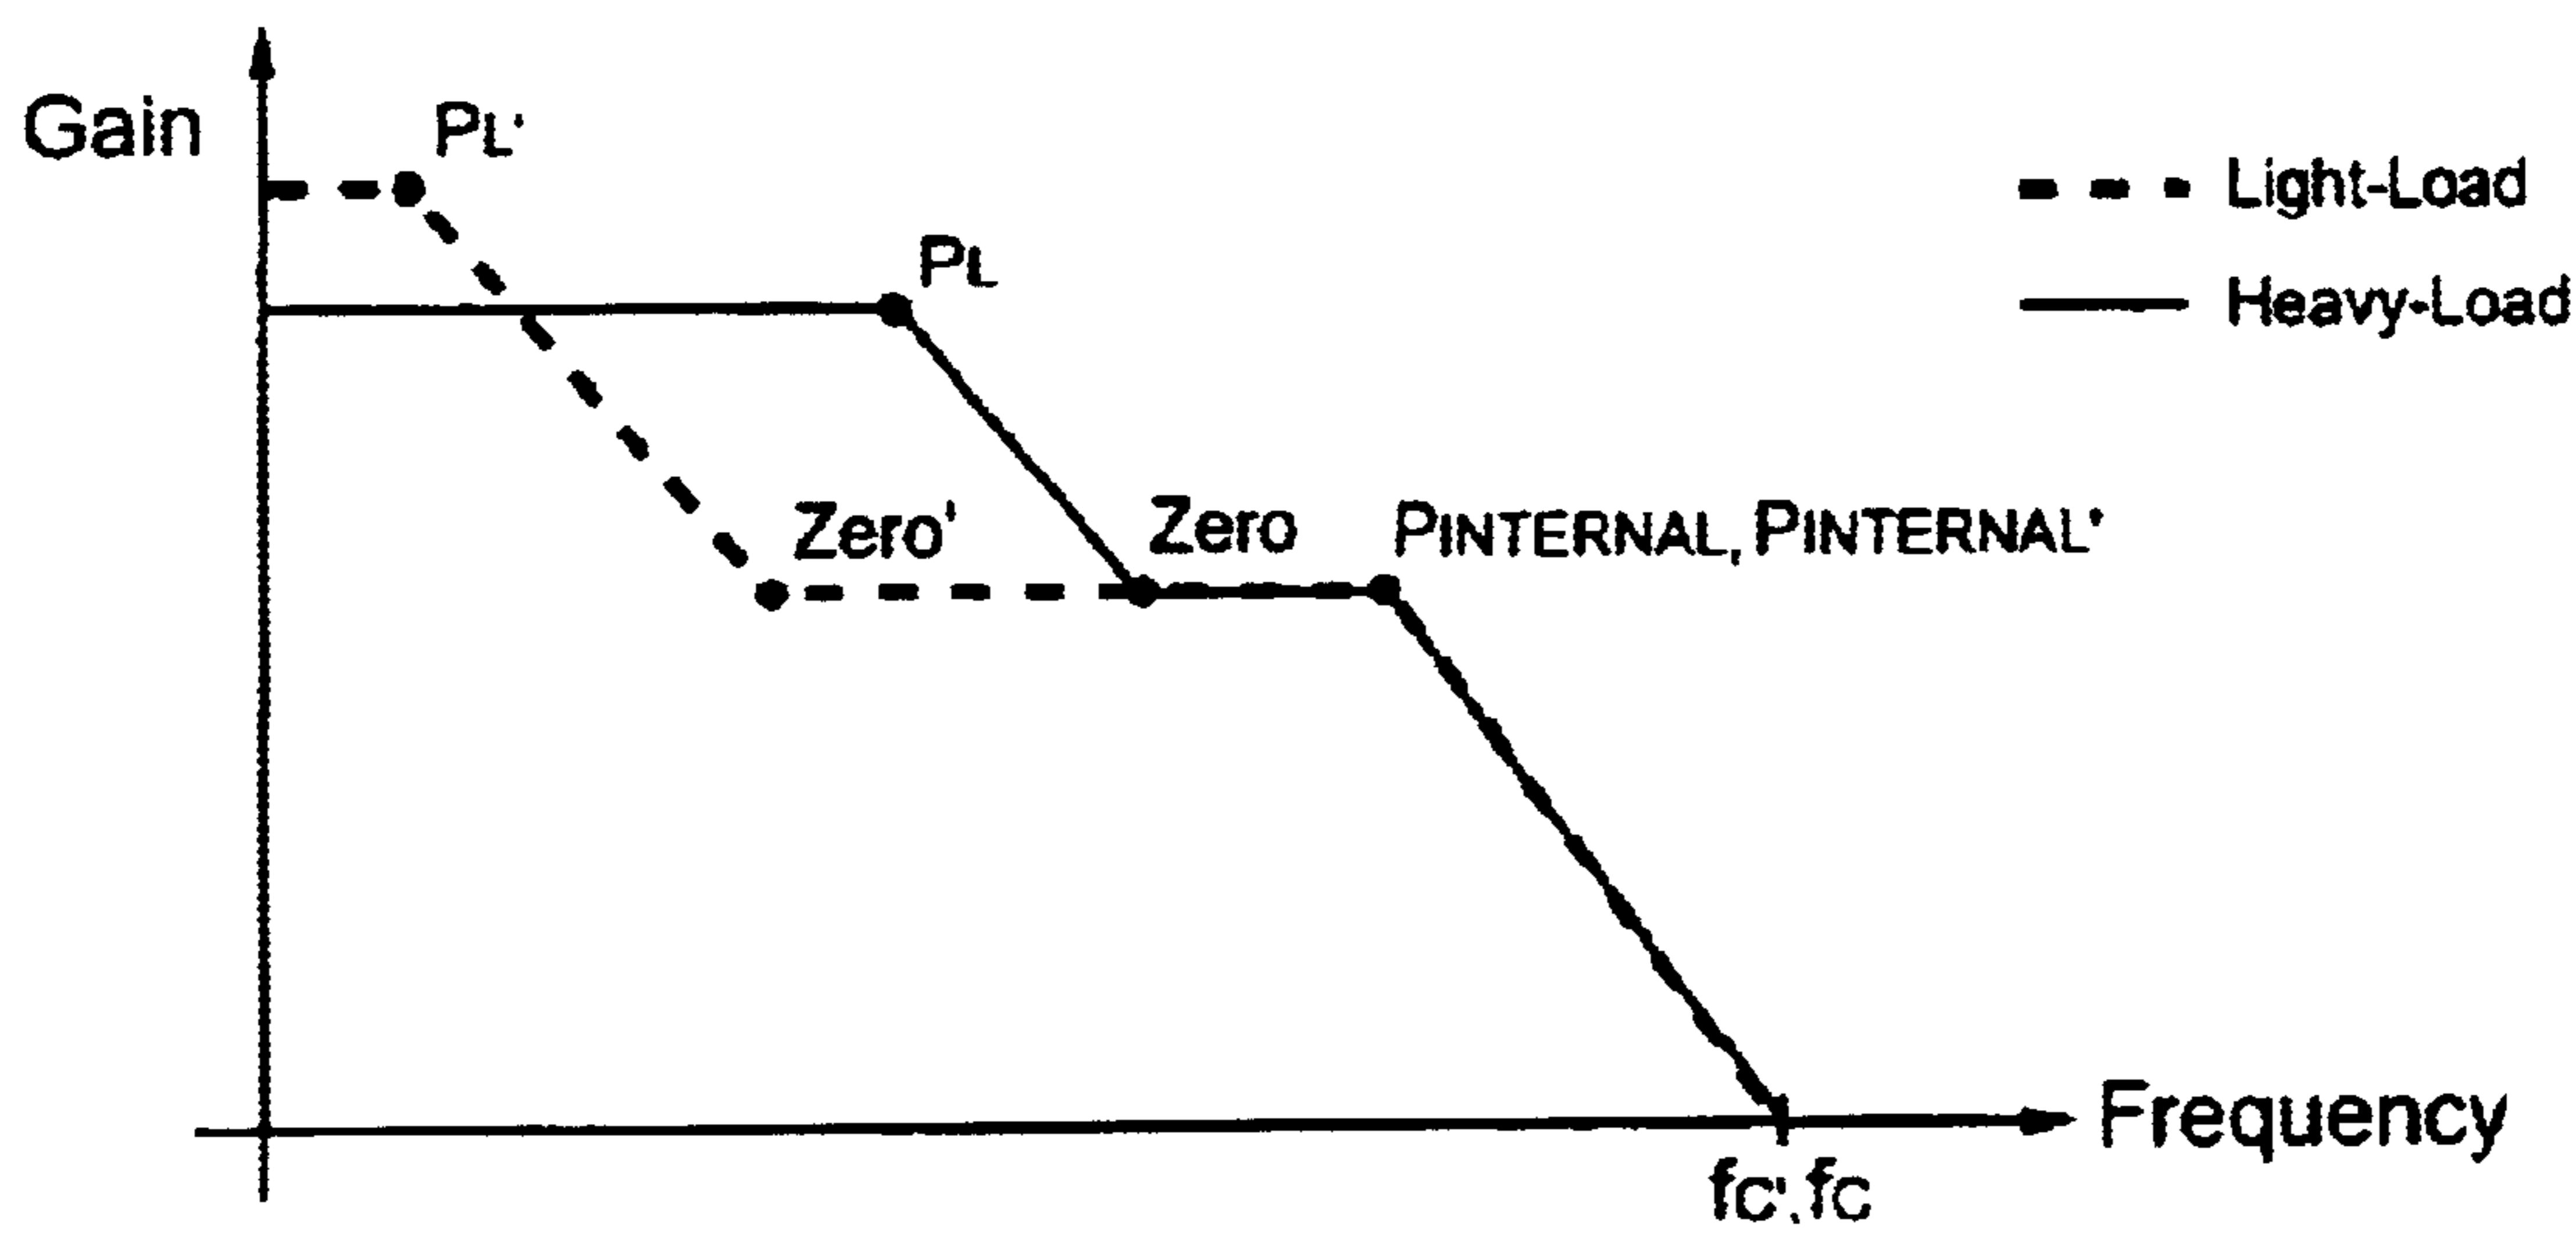 Gain
PL'
Light-Load
PL
Heavy-Load
Zero'
Zero
PINTERNAL, PINTERNAL'
Frequency
fC', fC